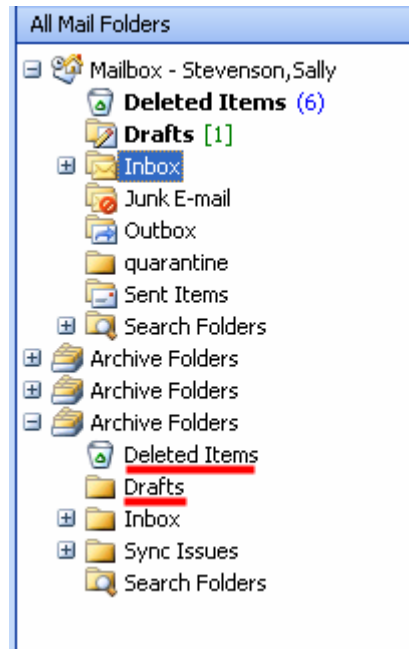 All Mail Folders
Mailbox - Stevenson,Sally
Deleted Items (6)
Drafts [1]
Inbox
Junk E-mail
Outbox
quarantine
Sent Items
Search Folders
Archive Folders
Archive Folders
Archive Folders
Deleted Items
Drafts
Inbox
Sync Issues
Search Folders